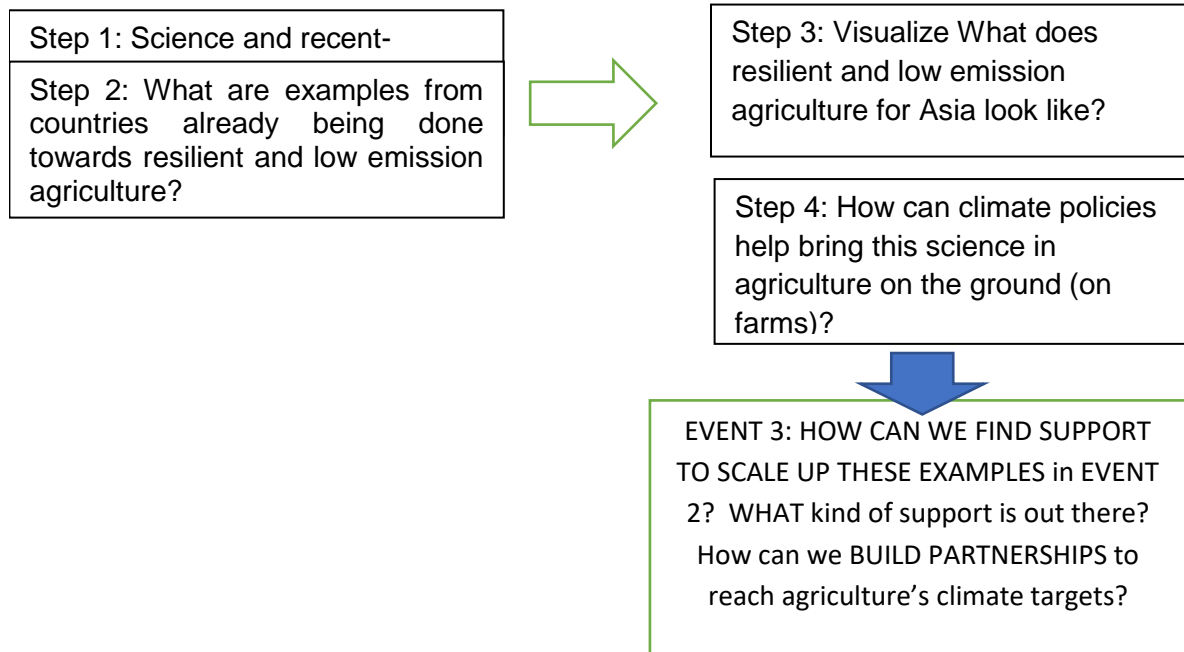 Step 1: Science and recent-
Step 2: What are examples from
countries already being done
towards resilient and low emission
agriculture?
Step 3: Visualize What does
resilient and low emission
agriculture for Asia look like?
Step 4: How can climate policies
help bring this science in
agriculture on the ground (on
farms)?
EVENT 3: HOW CAN WE FIND SUPPORT
TO SCALE UP THESE EXAMPLES in EVENT
2? WHAT kind of support is out there?
How can we BUILD PARTNERSHIPS to
reach agriculture’s climate targets?